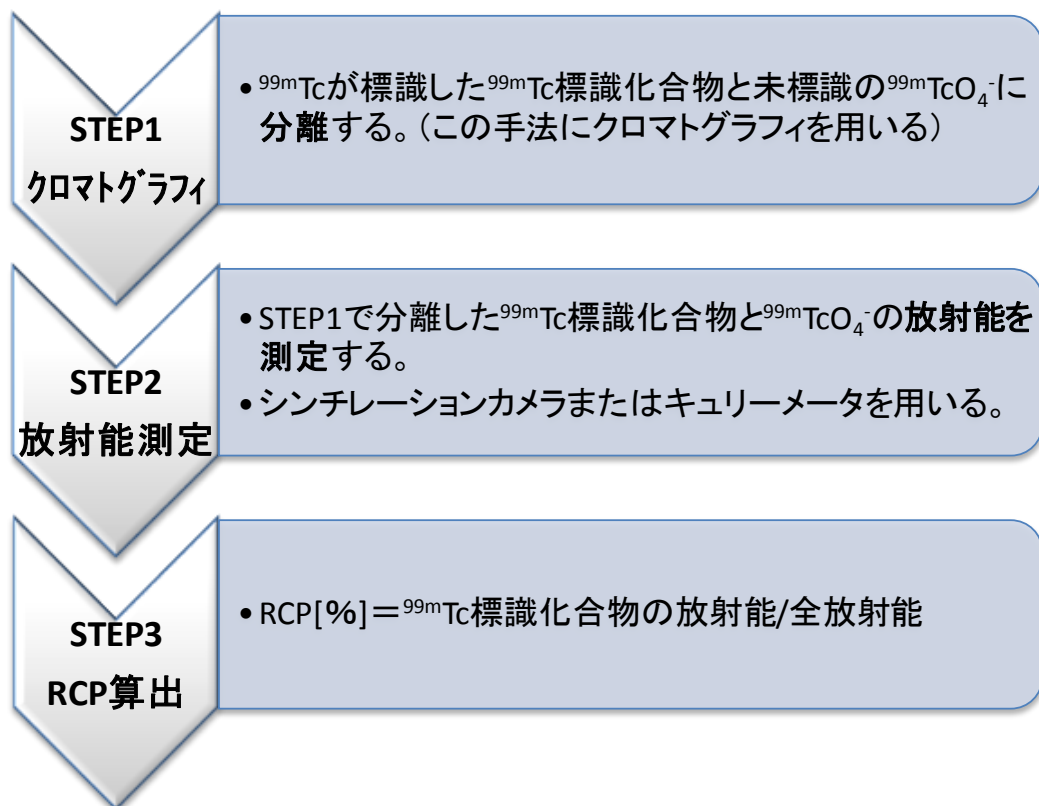 STEP1
クロマトグラフィ
• ⁹⁹ᵐTcが標識した⁹⁹ᵐTc標識化合物と未標識の⁹⁹ᵐTcO₄⁻に
分離する。（この手法にクロマトグラフィを用いる）
STEP2
放射能測定
• STEP1で分離した⁹⁹ᵐTc標識化合物と⁹⁹ᵐTcO₄⁻の放射能を
測定する。
• シンチレーションカメラまたはキュリーメータを用いる。
STEP3
RCP算出
• RCP[%]＝⁹⁹ᵐTc標識化合物の放射能/全放射能